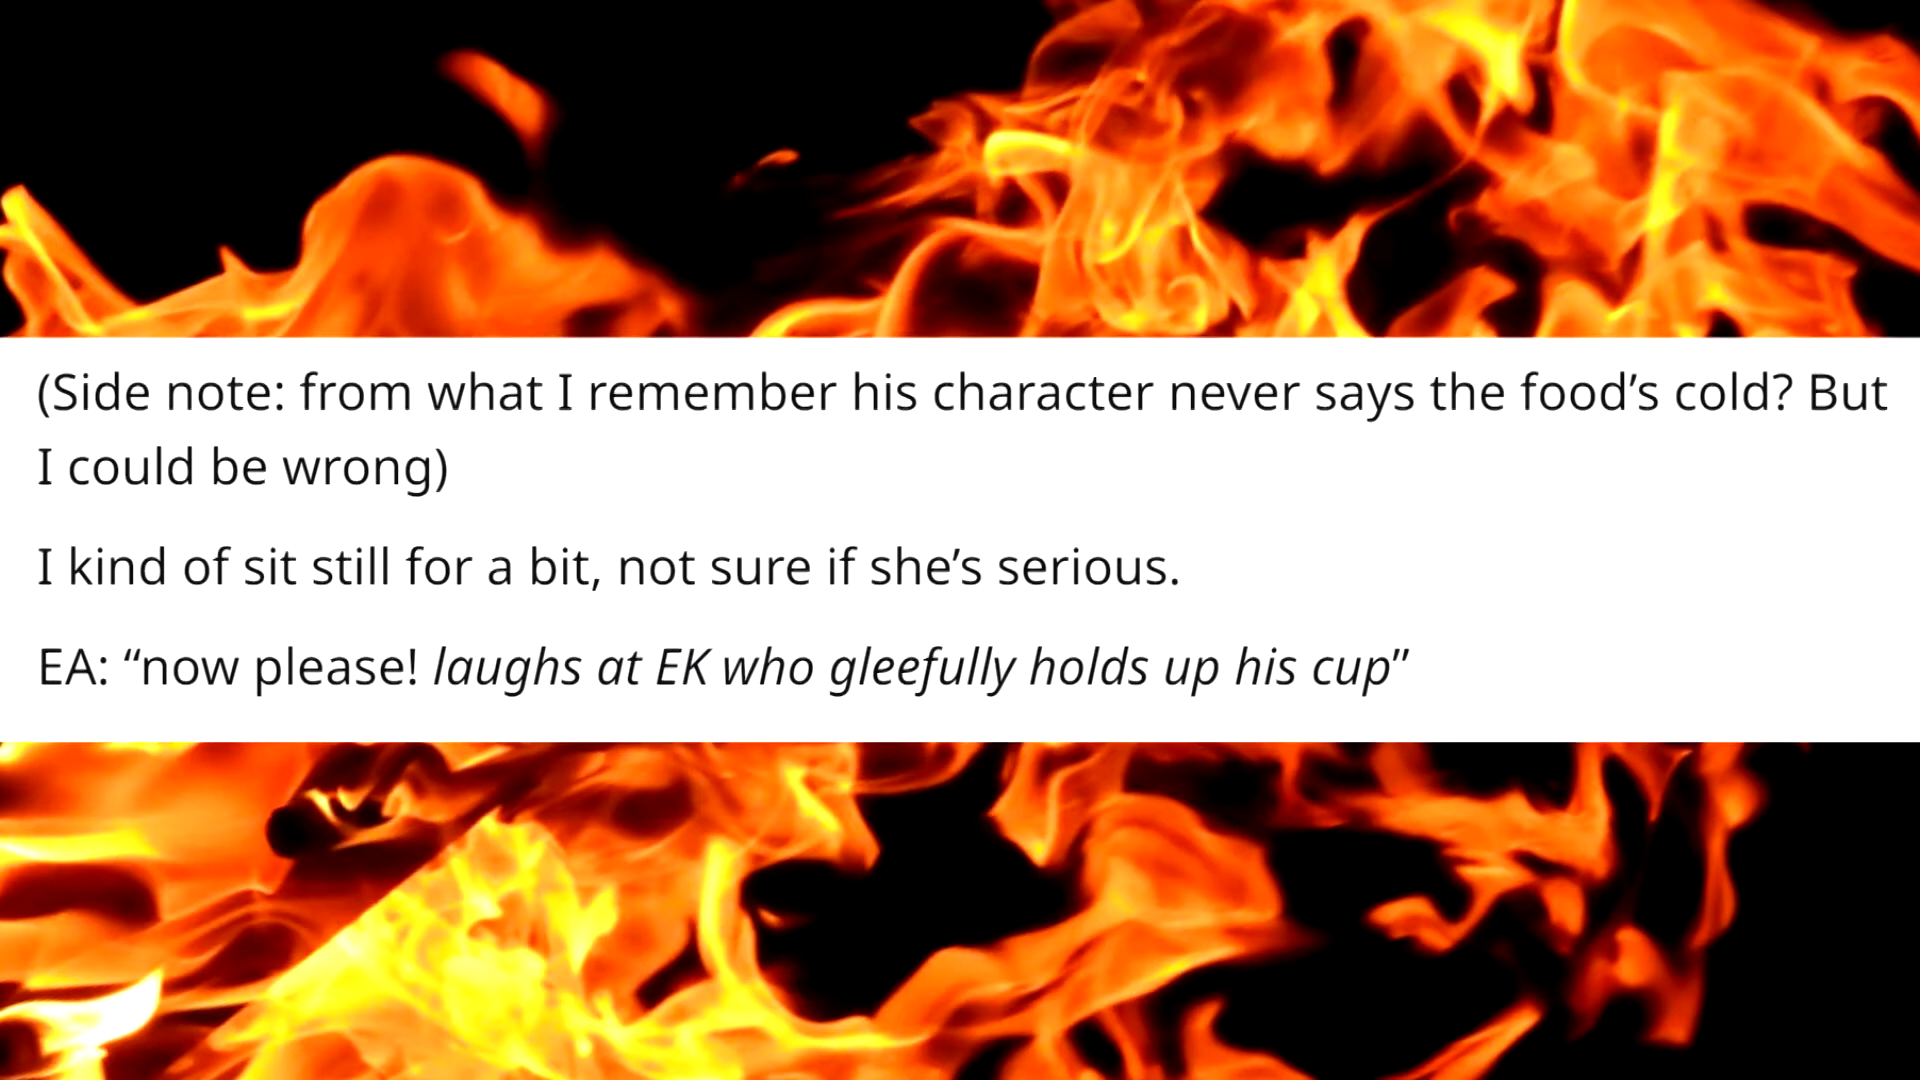 (Side note: from what I remember his character never says the food’s cold? But
I could be wrong)
I kind of sit still for a bit, not sure if she’s serious.
EA: “now please! laughs at EK who gleefully holds up his cup”